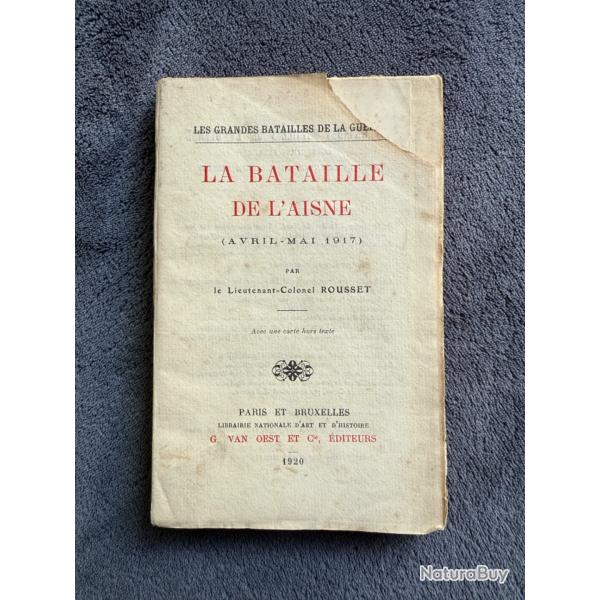 LES GRANDES BATAILLES DE LA GUE
LA BATAILLE
DE L'AISNE
(AVRIL-MAI 1917)
PAR
le Lieutenant-Colonel ROUSSET
Avec une carte hors texte
PARIS ET BRUXELLES
LIBRAIRIE NATIONALE D'ART ET D'HISTOIRE
G. VAN OEST ET Cie, ÉDITEURS
1920
NaturaBuy